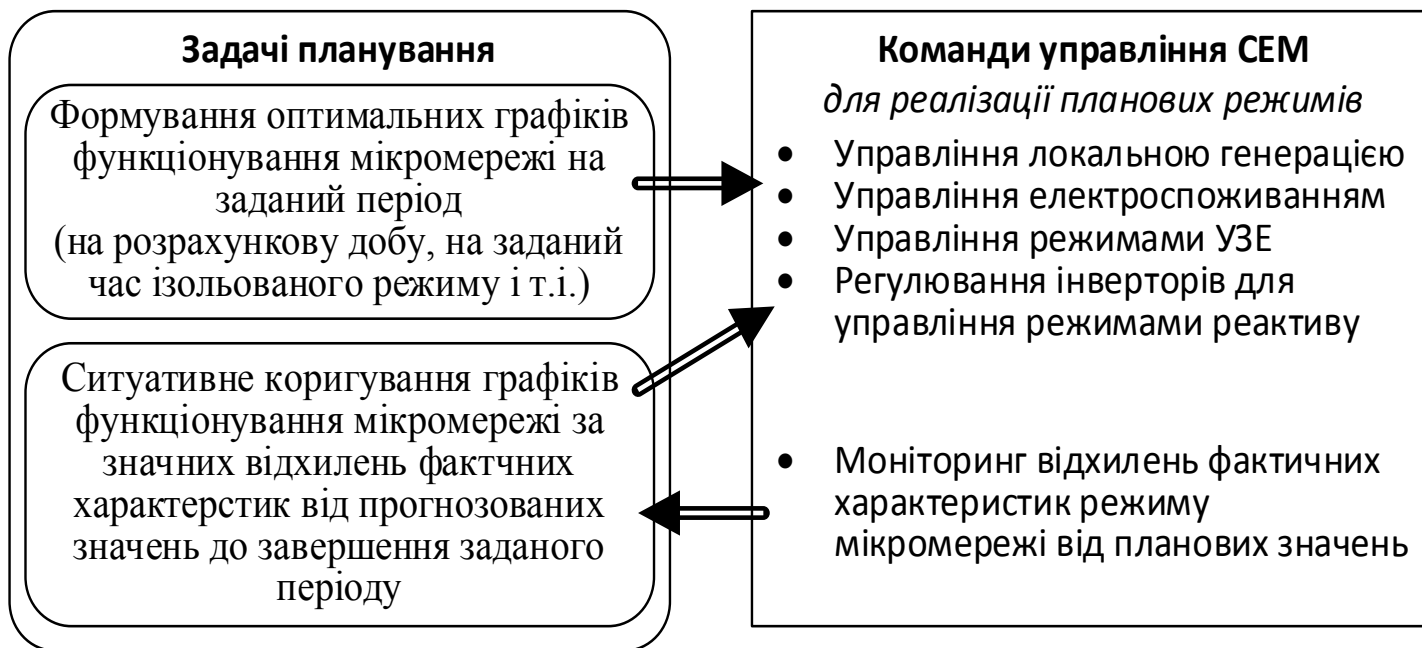 Задачі планування
Формування оптимальних графіків
функціонування мікромережі на
заданий період
(на розрахункову добу, на заданий
час ізольованого режиму і т.і.)
Ситуативне коригування графіків
функціонування мікромережі за
значних відхилень фактчних
характерстик від прогнозованих
значень до завершення заданого
періоду
Команди управління СЕМ
для реалізації планових режимів
• Управління локальною генерацією
• Управління електроспоживанням
• Управління режимами УЗЕ
• Регулювання інверторів для
управління режимами реактиву
• Моніторинг відхилень фактичних
характеристик режиму
мікромережі від планових значень